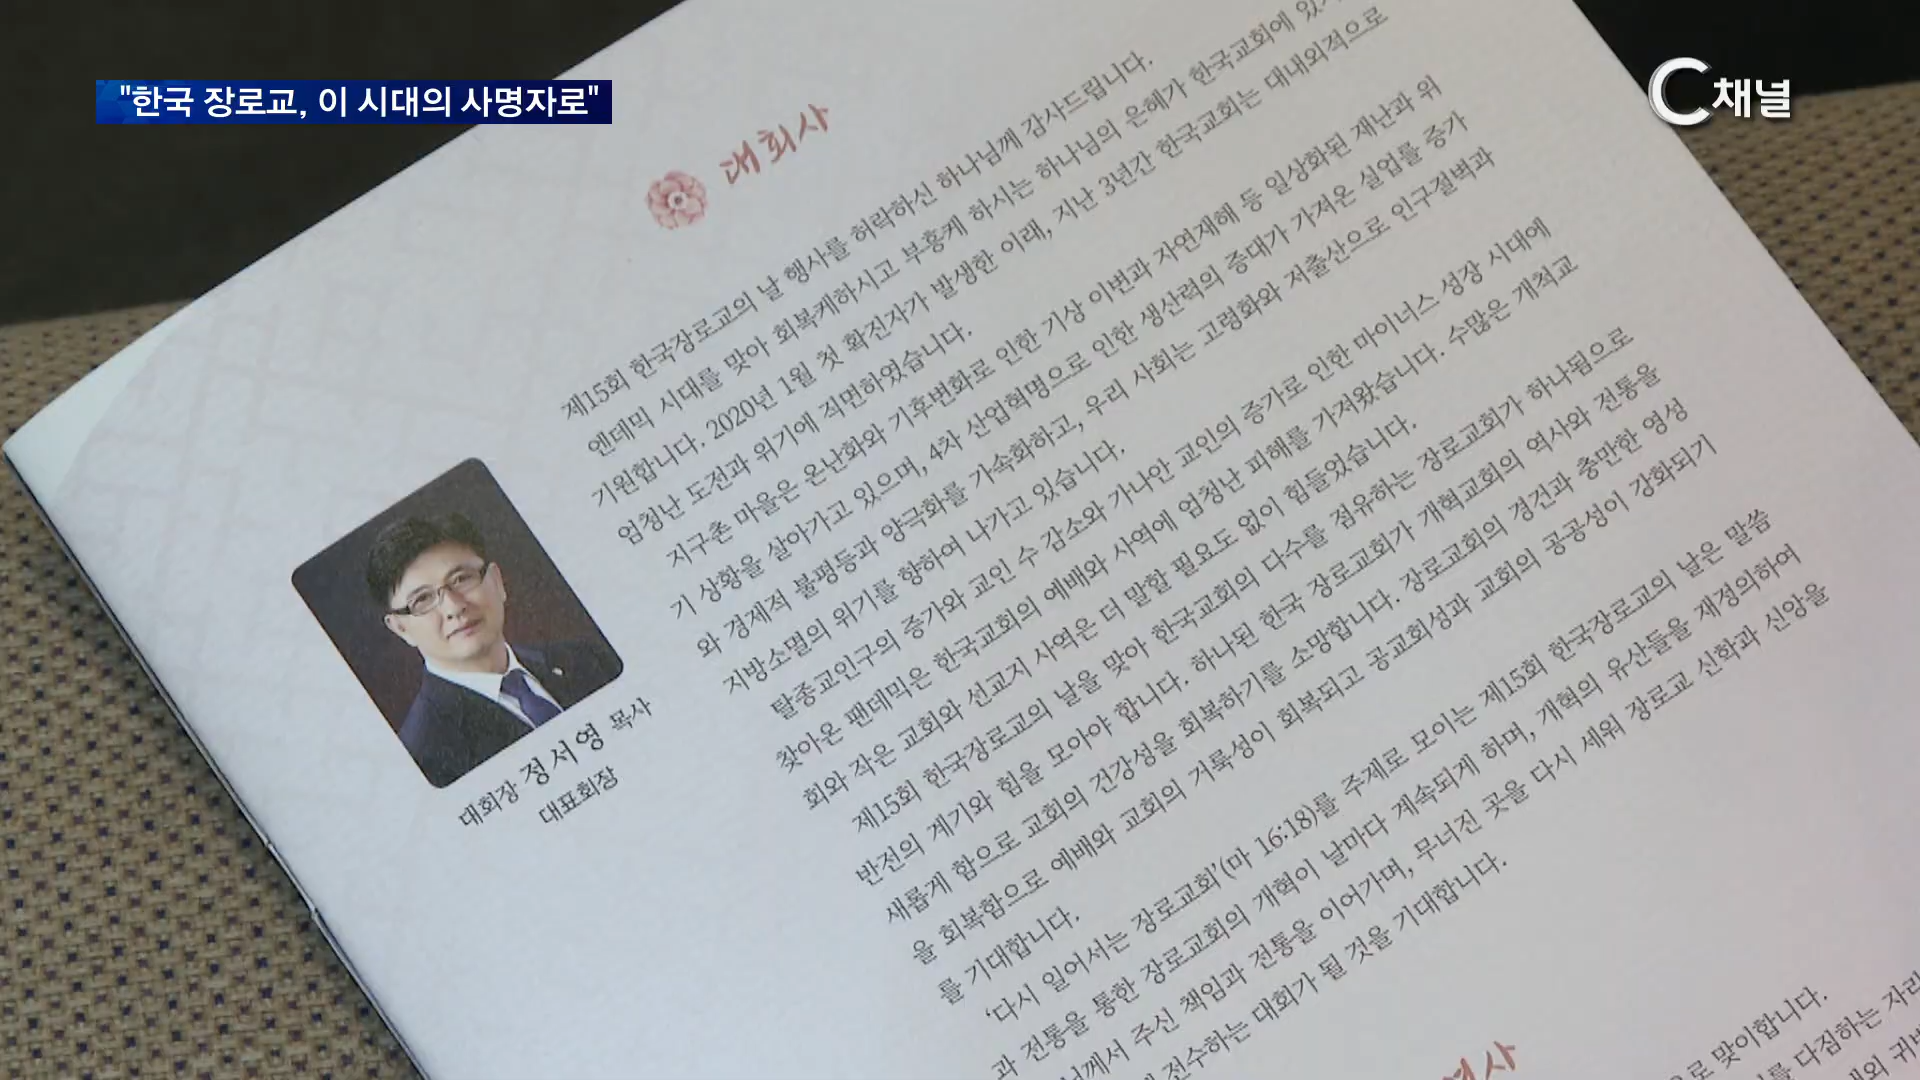 "한국 장로교, 이 시대의 사명자로"
C채널
대회사
제15회 한국장로교의 날 행사를 허락하신 하나님께 감사드립니다.
엔데믹 시대를 맞아 회복케하시고 부흥케 하시는 하나님의 은혜가 한국교회에
기원합니다. 2020년 1월 첫 확진자가 발생한 이래, 지난 3년간 한국교회는 대내외적으로
엄청난 도전과 위기에 직면하였습니다.
지구촌 마을은 온난화와 기후변화로 인한 기상 이변과 자연재해 등 일상화된 재난과 위
기 상황을 살아가고 있으며, 4차 산업혁명으로 인한 생산력의 증대가 가져온 실업률 증가
와 경제적 불평등과 양극화를 가속화하고, 우리 사회는 고령화와 저출산으로 인구절벽과
지방소멸의 위기를 향하여 나가고 있습니다.
탈종교인구의 증가와 교인 수 감소와 가나안 교인의 증가로 인한 마이너스 성장 시대에
찾아온 팬데믹은 한국교회의 예배와 사역에 엄청난 피해를 가져왔습니다. 수많은 개척교
회와 작은 교회와 선교지 사역은 더 말할 필요도 없이 힘들었습니다.
제15회 한국장로교의 날을 맞아 한국교회의 다수를 점유하는 장로교회가 하나됨으로
반전의 계기와 힘을 모아야 합니다. 하나된 한국 장로교회가 개혁교회의 역사와 전통을
새롭게 함으로 교회의 건강성을 회복하기를 소망합니다. 장로교회의 경건과 충만한 영성
을 회복함으로 예배와 교회의 거룩성이 회복되고 공교회성과 교회의 공공성이 강화되기
를 기대합니다.
'다시 일어서는 장로교회'(마 16:18)를 주제로 모이는 제15회 한국장로교의 날은 말씀
과 전통을 통한 장로교회의 개혁이 날마다 계속되게 하며, 개혁의 유산들을 재정의하여
님께서 주신 책임과 전통을 이어가며, 무너진 곳을 다시 세워 장로교 신학과 신앙을
전수하는 대회가 될 것을 기대합니다.
대회장 정서영 목사
대표회장
으로 맞이합니다.
를 다짐하는